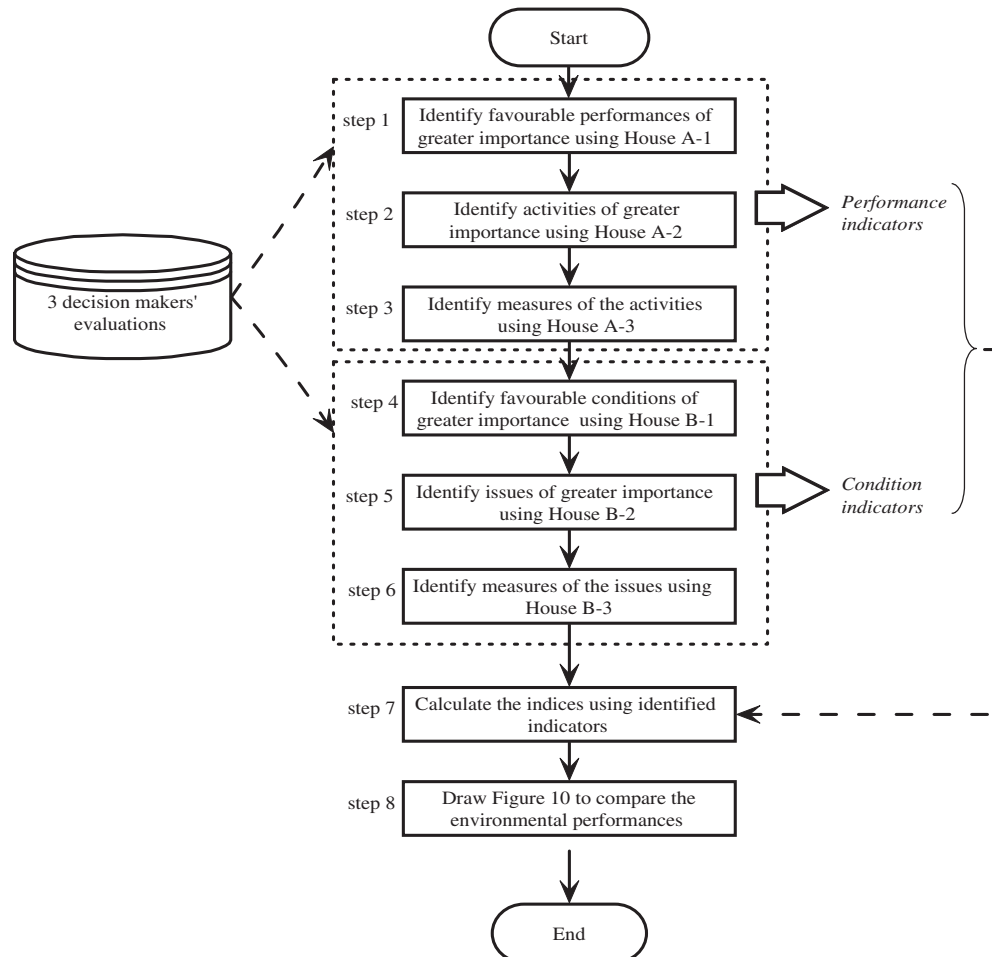 Start
step 1
Identify favourable performances of
greater importance using House A-1
step 2
Identify activities of greater
importance using House A-2
Performance
indicators
step 3
Identify measures of the activities
using House A-3
3 decision makers'
evaluations
step 4
Identify favourable conditions of
greater importance using House B-1
step 5
Identify issues of greater importance
using House B-2
Condition
indicators
step 6
Identify measures of the issues using
House B-3
step 7
Calculate the indices using identified
indicators
step 8
Draw Figure 10 to compare the
environmental performances
End